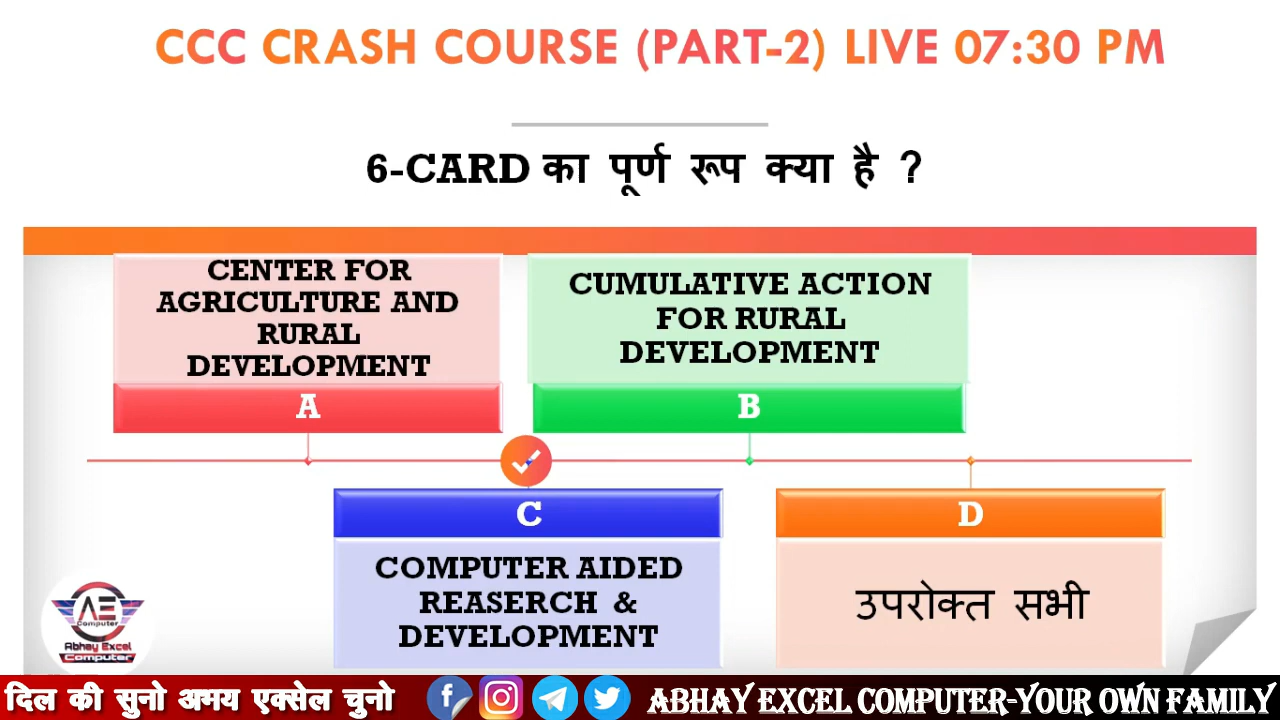 CCC CRASH COURSE (PART-2) LIVE 07:30 PM
6-CARD का पूर्ण रूप क्या है ?
CENTER FOR
AGRICULTURE AND
RURAL
DEVELOPMENT
A
CUMULATIVE ACTION
FOR RURAL
DEVELOPMENT
B
C
COMPUTER AIDED
REASERCH &
DEVELOPMENT
D
उपरोक्त सभी
AE
Computer
Abhay Excel
Computer
दिल की सुनो अभय एक्सेल चुनो
ABHAY EXCEL COMPUTER-YOUR OWN FAMILY